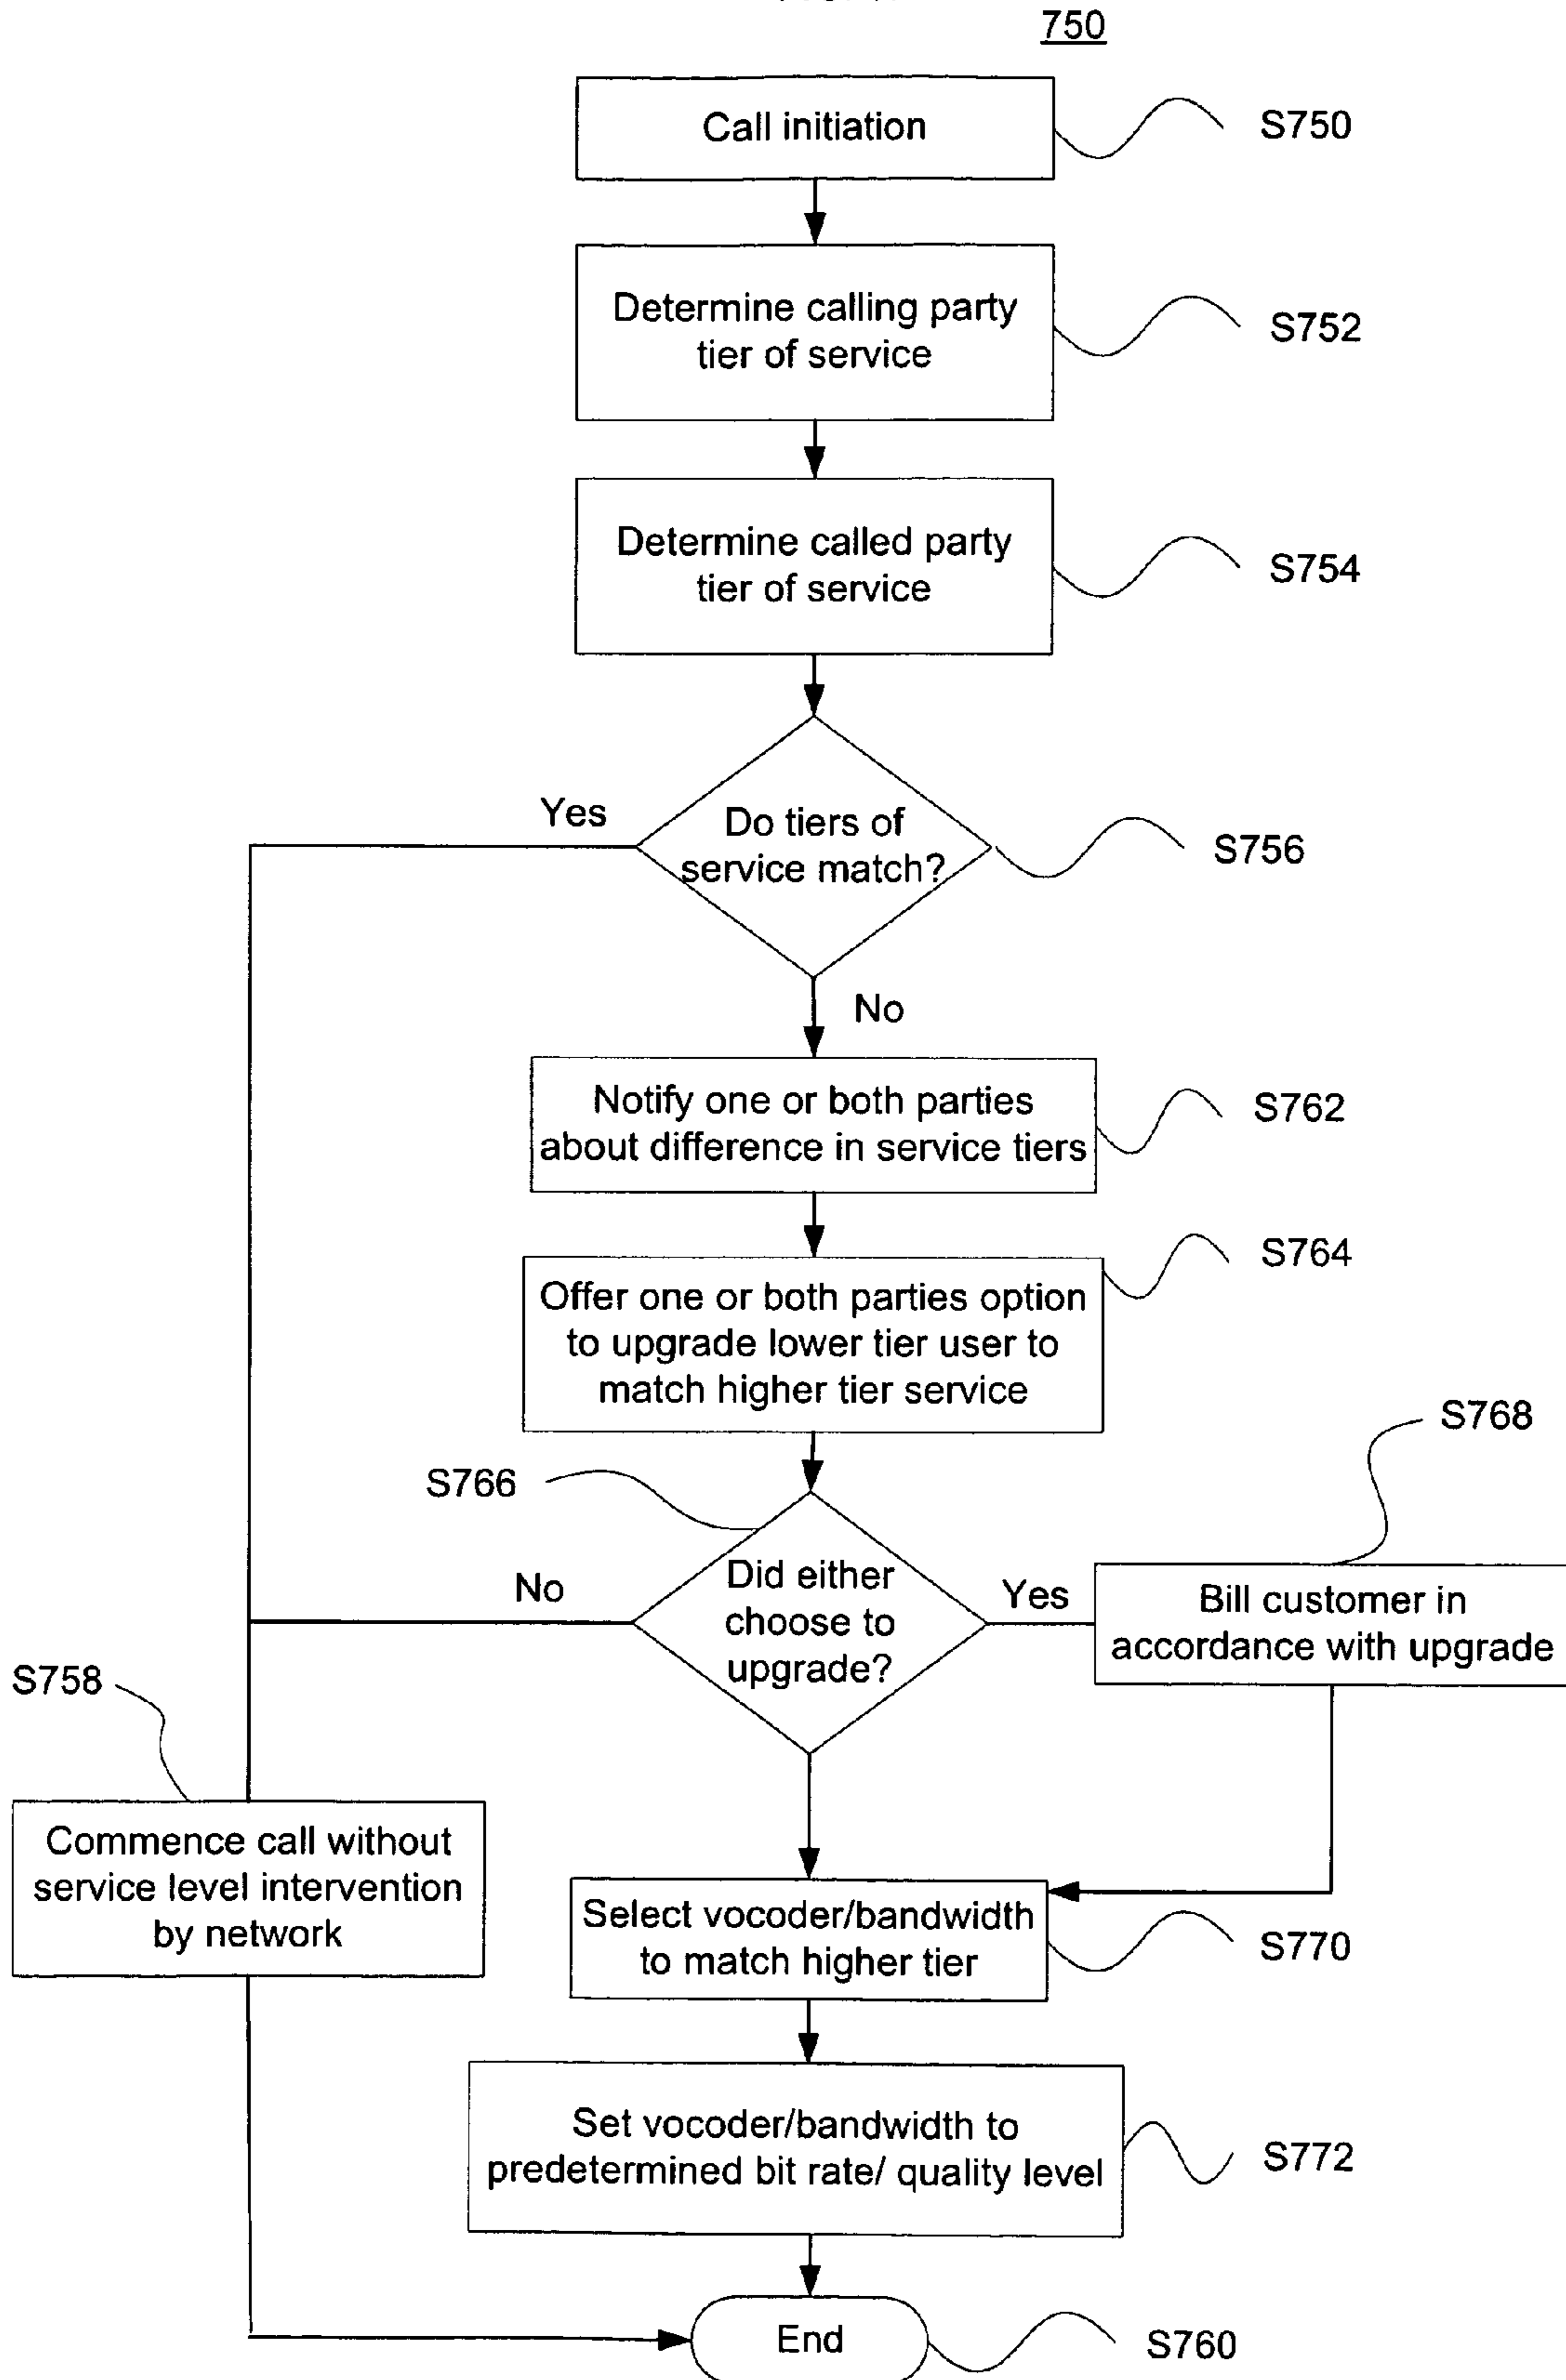 750
Call initiation
S750
Determine calling party
tier of service
S752
Determine called party
tier of service
S754
Yes
Do tiers of
service match?
S756
No
Notify one or both parties
about difference in service tiers
S762
S764
Offer one or both parties option
to upgrade lower tier user to
match higher tier service
S768
S766
No
Did either
choose to
upgrade?
Yes
Bill customer in
accordance with upgrade
S758
Commence call without
service level intervention
by network
Select vocoder/bandwidth
to match higher tier
S770
Set vocoder/bandwidth to
predetermined bit rate/ quality level
S772
End
S760